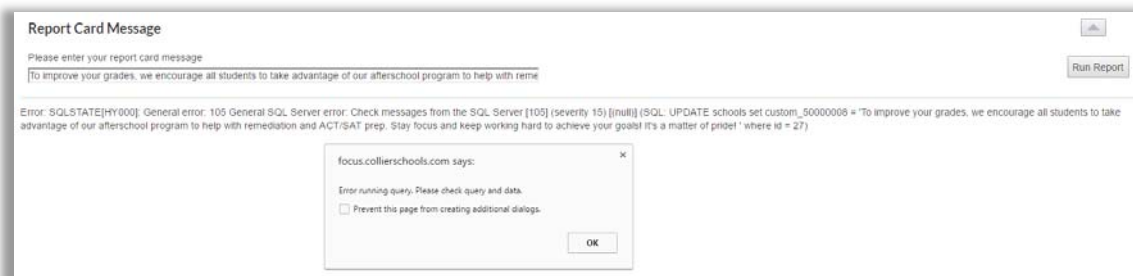 Report Card Message
Please enter your report card message
To improve your grades, we encourage all students to take advantage of our afterschool program to help with reme
Run Report
Error: SQLSTATE[HY000]: General error: 105 General SQL Server error: Check messages from the SQL Server [105] (severity 15) [(null)] (SQL: UPDATE schools set custom_50000008 = 'To improve your grades, we encourage all students to take
advantage of our afterschool program to help with remediation and ACT/SAT prep. Stay focus and keep working hard to achieve your goals! It's a matter of pride! ' where id = 27)
focus.collierschools.com says:
Error running query. Please check query and data.
Prevent this page from creating additional dialogs.
OK